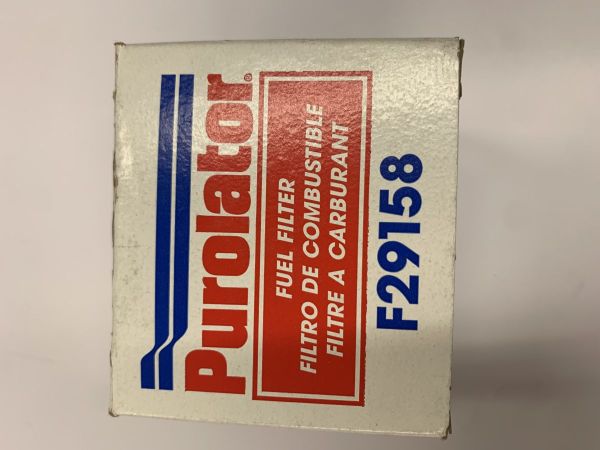 Purolator®
FUEL FILTER
FILTRO DE COMBUSTIBLE
FILTRE A CARBURANT
F29158